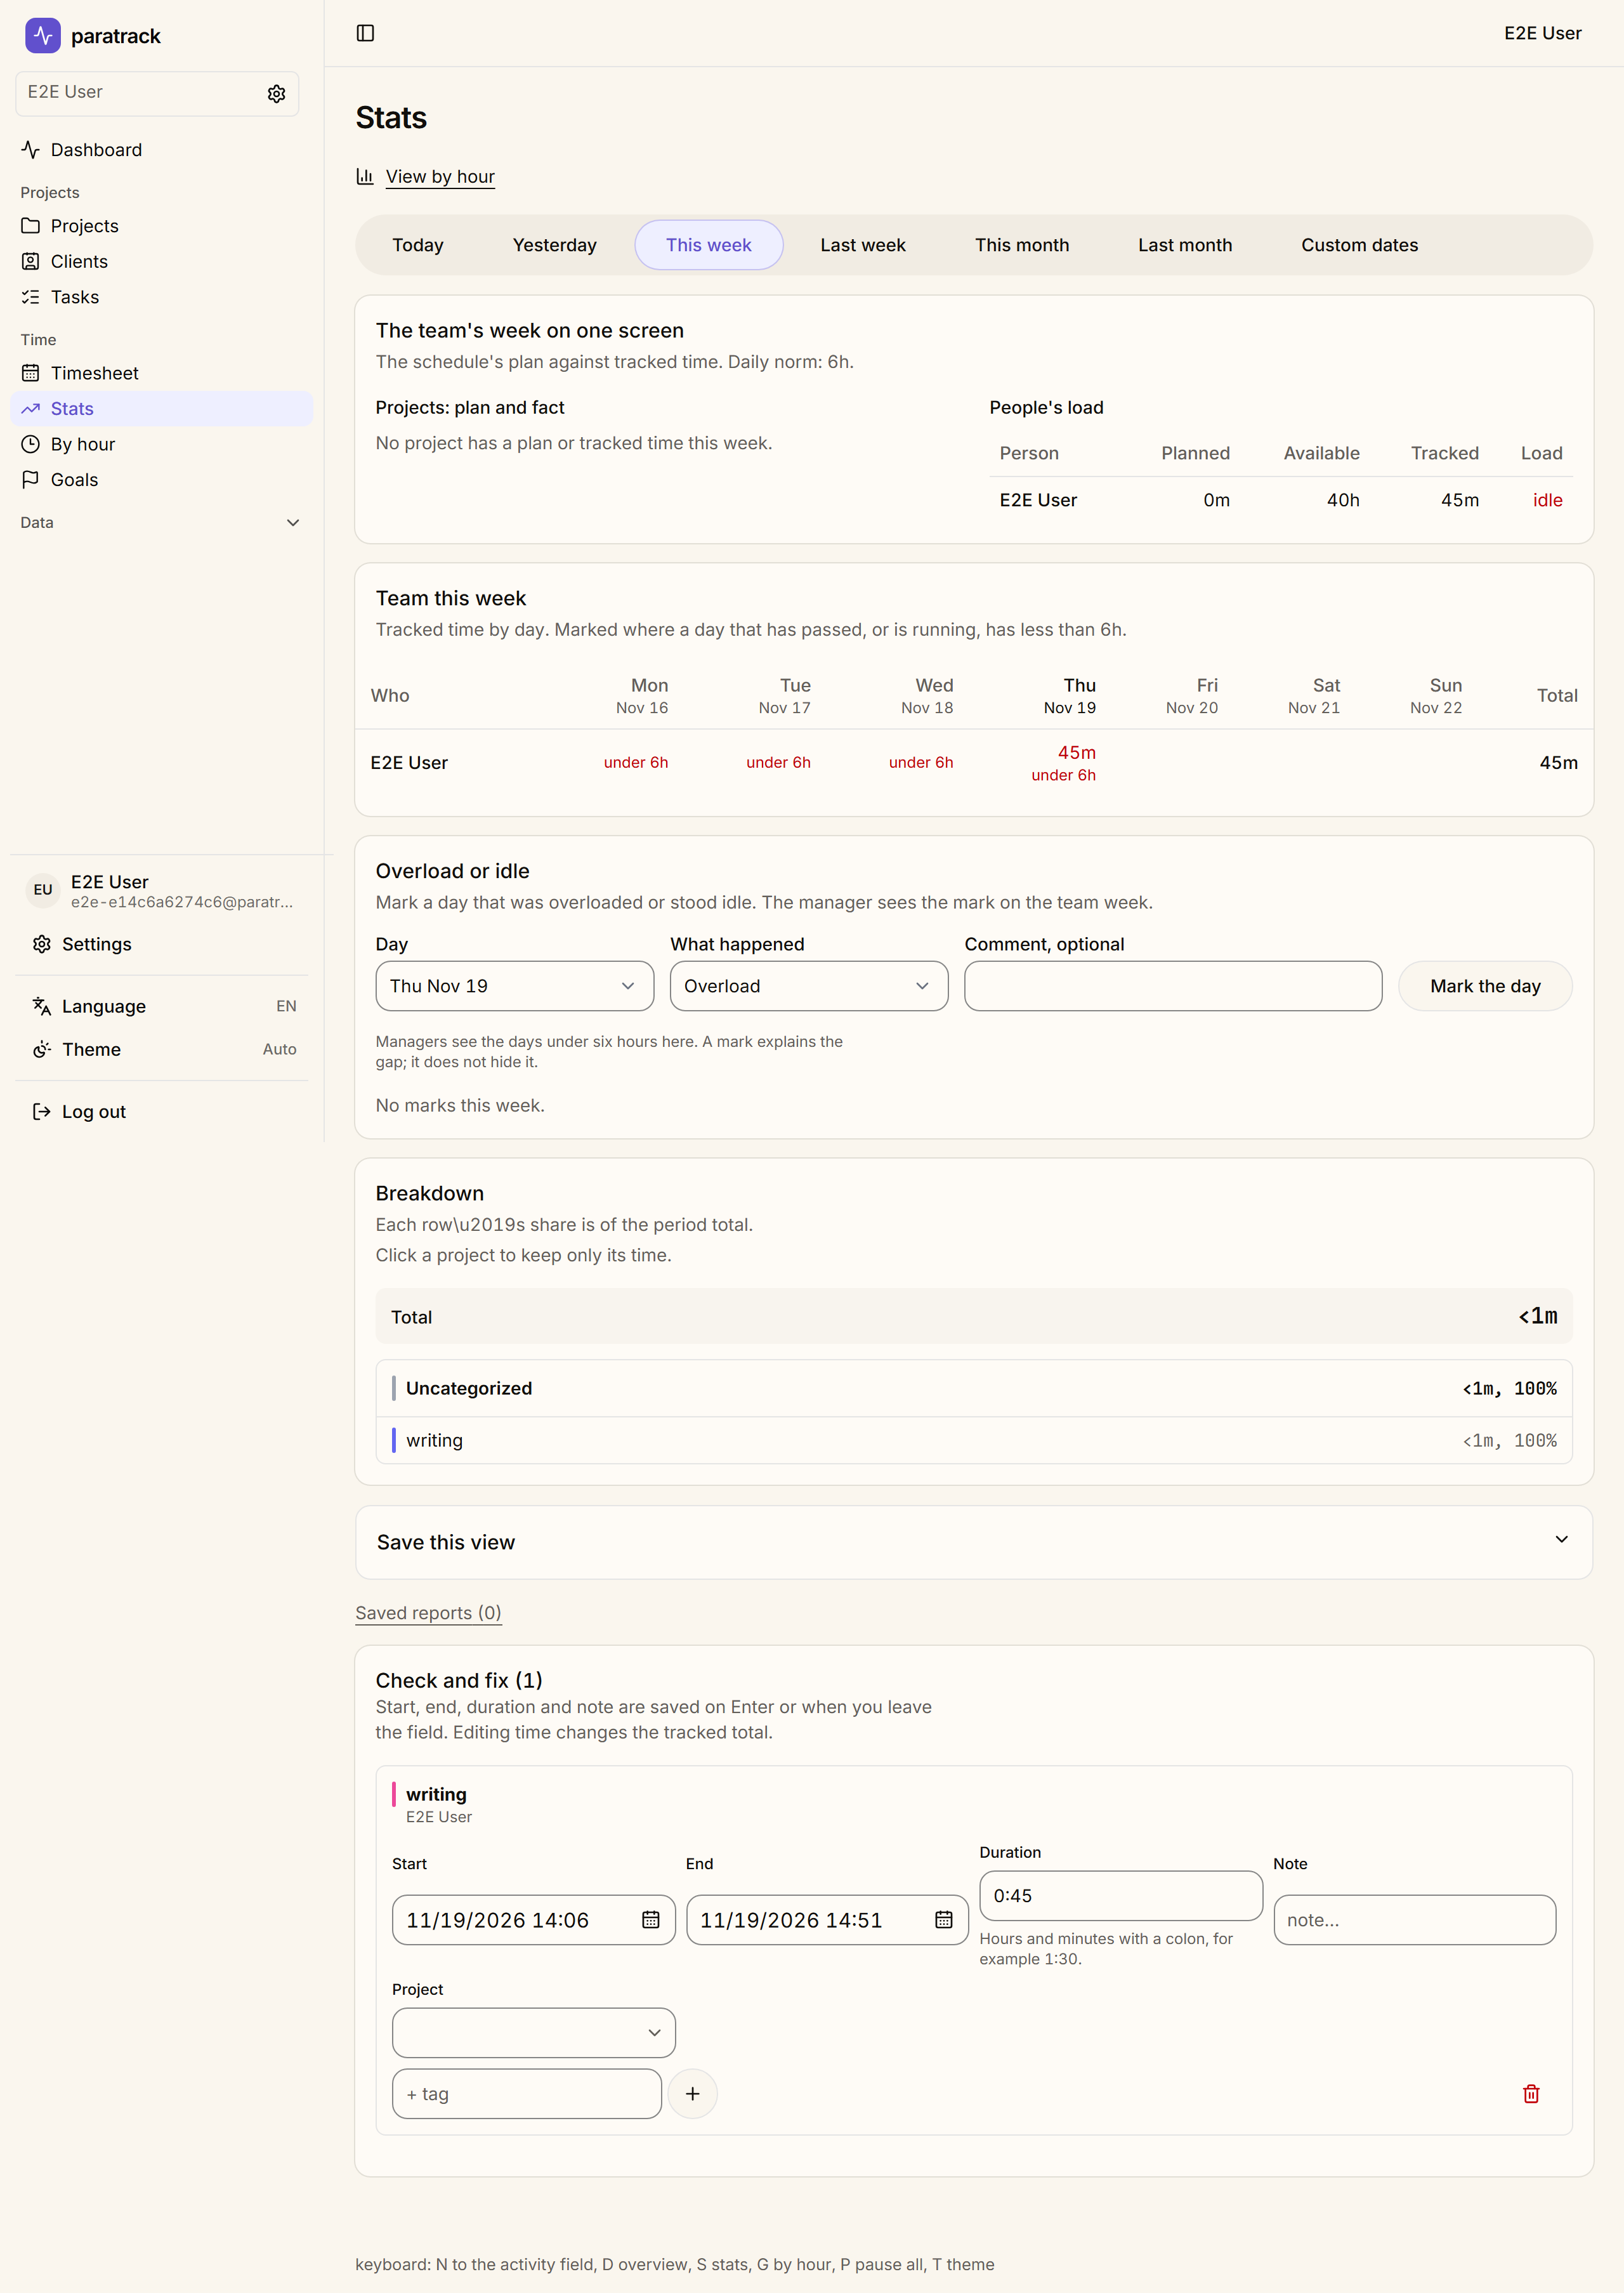 paratrack
E2E User
Dashboard
Projects
Projects
Clients
Tasks
Time
Timesheet
Stats
By hour
Goals
Data
EU
E2E User
e2e-e14c6a6274c6@paratr...
Settings
Language EN
Theme Auto
Log out
E2E User
Stats
View by hour
Today Yesterday This week Last week This month Last month Custom dates
The team's week on one screen
The schedule's plan against tracked time. Daily norm: 6h.
Projects: plan and fact
No project has a plan or tracked time this week.
People's load
Person Planned Available Tracked Load
E2E User 0m 40h 45m idle
Team this week
Tracked time by day. Marked where a day that has passed, or is running, has less than 6h.
Who Mon Tue Wed Thu Fri Sat Sun Total
Nov 16 Nov 17 Nov 18 Nov 19 Nov 20 Nov 21 Nov 22
E2E User under 6h under 6h under 6h 45m 45m
under 6h
Overload or idle
Mark a day that was overloaded or stood idle. The manager sees the mark on the team week.
Day What happened Comment, optional
Thu Nov 19 Overload Mark the day
Managers see the days under six hours here. A mark explains the
gap; it does not hide it.
No marks this week.
Breakdown
Each row\u2019s share is of the period total.
Click a project to keep only its time.
Total <1m
Uncategorized <1m, 100%
writing <1m, 100%
Save this view
Saved reports (0)
Check and fix (1)
Start, end, duration and note are saved on Enter or when you leave
the field. Editing time changes the tracked total.
writing
E2E User
Start End Duration Note
11/19/2026 14:06 11/19/2026 14:51 0:45 note...
Hours and minutes with a colon, for
example 1:30.
Project
+ tag
keyboard: N to the activity field, D overview, S stats, G by hour, P pause all, T theme